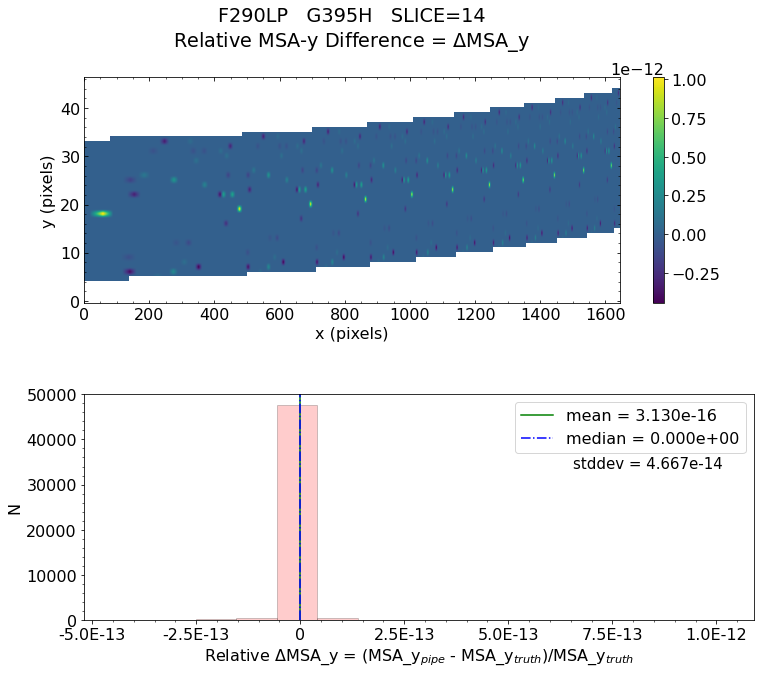 F290LP   G395H   SLICE=14
Relative MSA-y Difference = ΔMSA_y
1e−12
y (pixels)
40
30
20
10
0
0 200 400 600 800 1000 1200 1400 1600
x (pixels)
1.00
0.75
0.50
0.25
0.00
−0.25
N
50000
40000
30000
20000
10000
0
mean = 3.130e-16
median = 0.000e+00
stddev = 4.667e-14
-5.0E-13 -2.5E-13 0 2.5E-13 5.0E-13 7.5E-13 1.0E-12
Relative ΔMSA_y = (MSA_y_pipe - MSA_y_truth)/MSA_y_truth